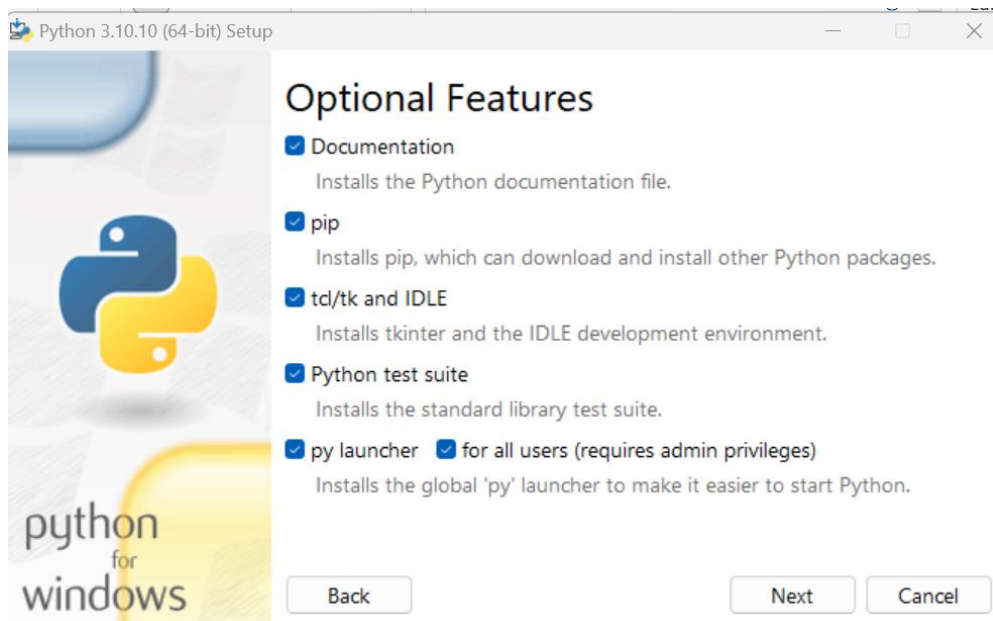 Python 3.10.10 (64-bit) Setup
Optional Features
Documentation
Installs the Python documentation file.
pip
Installs pip, which can download and install other Python packages.
tcl/tk and IDLE
Installs tkinter and the IDLE development environment.
Python test suite
Installs the standard library test suite.
py launcher for all users (requires admin privileges)
Installs the global 'py' launcher to make it easier to start Python.
python
for
windows
Back Next Cancel